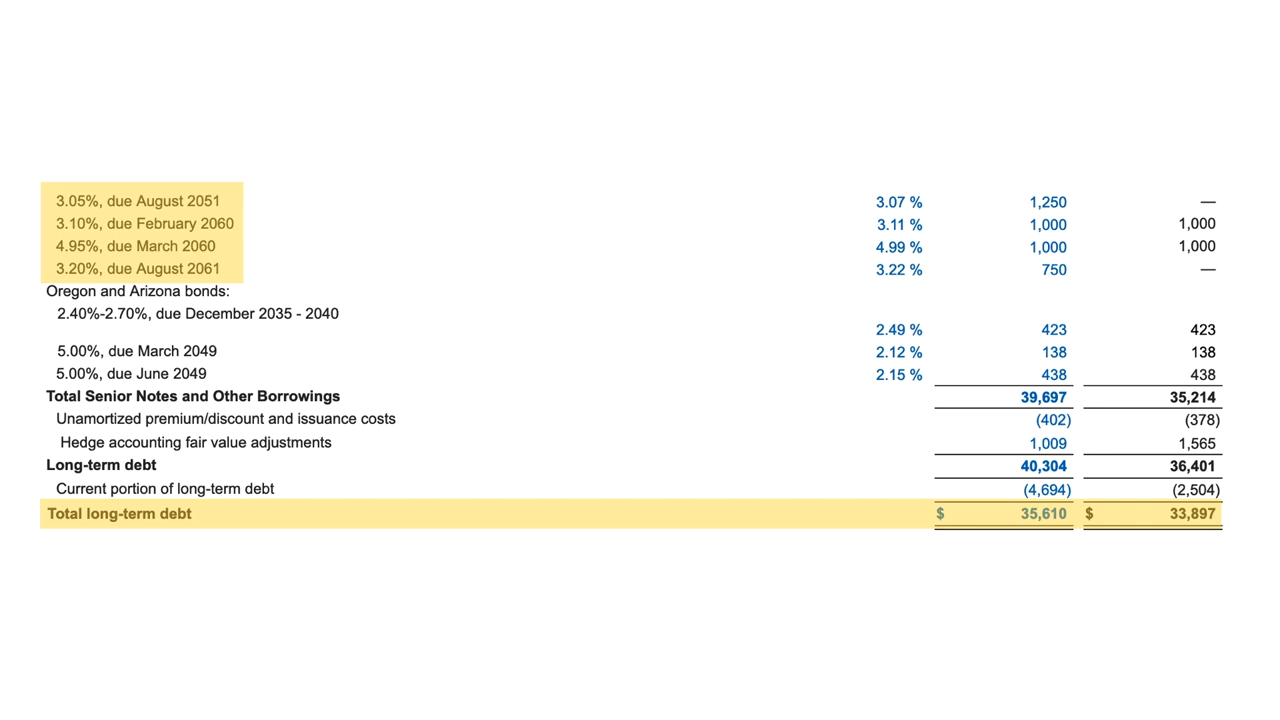 3.05%, due August 2051 3.07 % 1,250 —
3.10%, due February 2060 3.11 % 1,000 1,000
4.95%, due March 2060 4.99 % 1,000 1,000
3.20%, due August 2061 3.22 % 750 —
Oregon and Arizona bonds:
2.40%-2.70%, due December 2035 - 2040
2.49 % 423 423
5.00%, due March 2049 2.12 % 138 138
5.00%, due June 2049 2.15 % 438 438
Total Senior Notes and Other Borrowings 39,697 35,214
Unamortized premium/discount and issuance costs (402) (378)
Hedge accounting fair value adjustments 1,009 1,565
Long-term debt 40,304 36,401
Current portion of long-term debt (4,694) (2,504)
Total long-term debt $ 35,610 $ 33,897